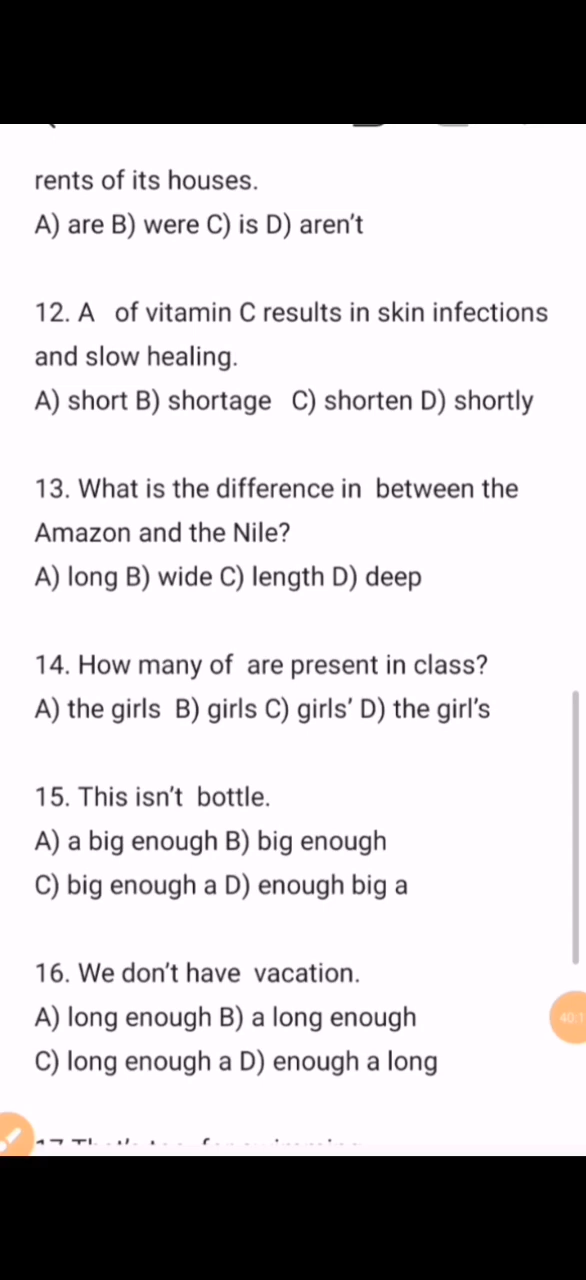 rents of its houses.
A) are B) were C) is D) aren't
12. A of vitamin C results in skin infections
and slow healing.
A) short B) shortage C) shorten D) shortly
13. What is the difference in between the
Amazon and the Nile?
A) long B) wide C) length D) deep
14. How many of are present in class?
A) the girls B) girls C) girls' D) the girl's
15. This isn't bottle.
A) a big enough B) big enough
C) big enough a D) enough big a
16. We don't have vacation.
A) long enough B) a long enough
C) long enough a D) enough a long